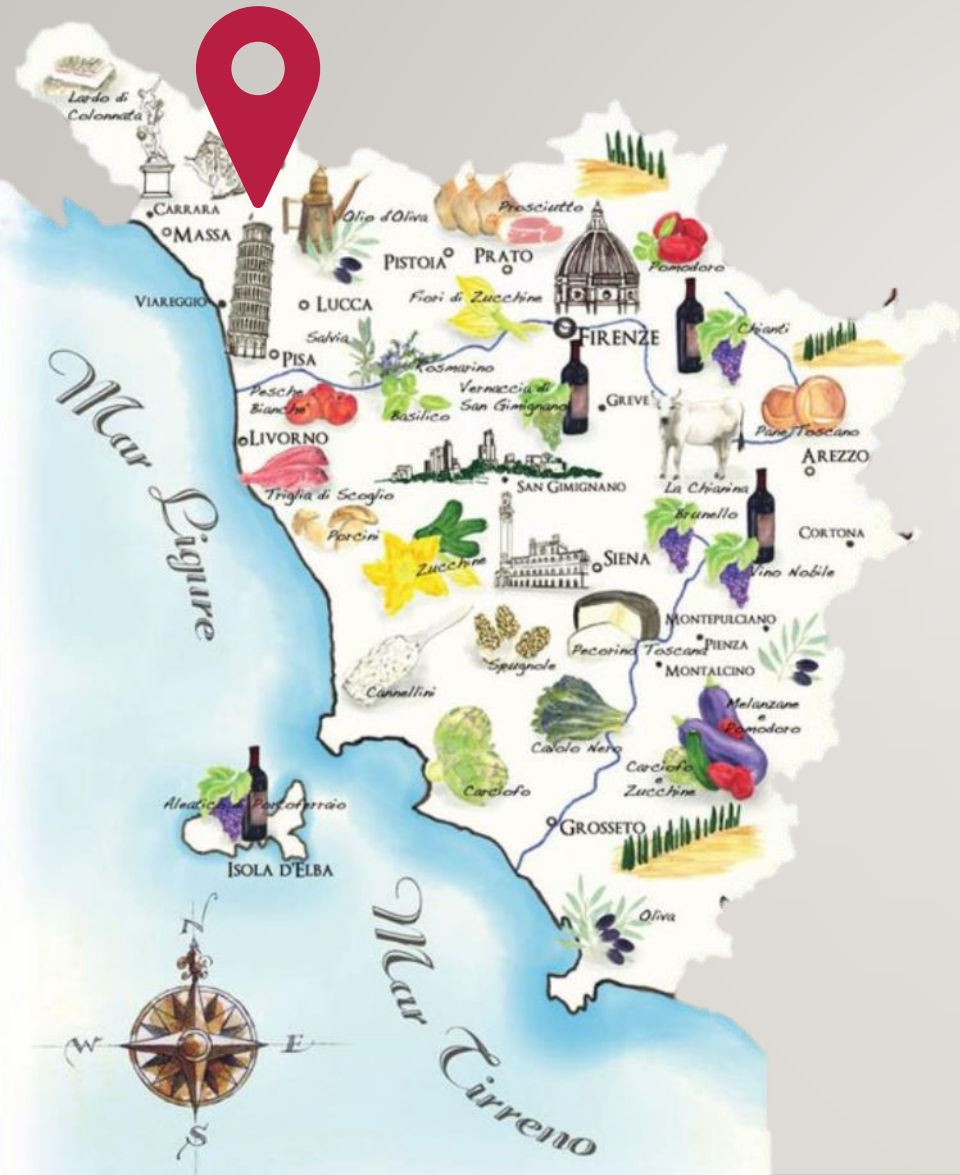 Lardo di
Colonnata
CARRARA
MASSA
Olio d'Oliva
Prosciutto
PISTOIA
PRATO
Pomodoro
VIAREGGIO
LUCCA
Fiori di Zucchine
FIRENZE
Chianti
Salvia
PISA
Rosmarino
Pesche
Bianche
Basilico
Vernaccia di
San Gimignano
GREVE
Pane Toscano
LIVORNO
AREZZO
Triglia di Scoglio
SAN GIMIGNANO
La Chianina
Porcini
Brunello
CORTONA
Zucchine
SIENA
Vino Nobile
MONTEPULCIANO
Pecorino Toscana
PIENZA
Spugnole
MONTALCINO
Cannellini
Melanzane
e
Pomodoro
Cavolo Nero
Carciofo
e
Zucchine
Carciofo
Portoferraio
GROSSETO
ISOLA D'ELBA
Oliva
Mar Ligure
Mar Tirreno
N
W
E
S